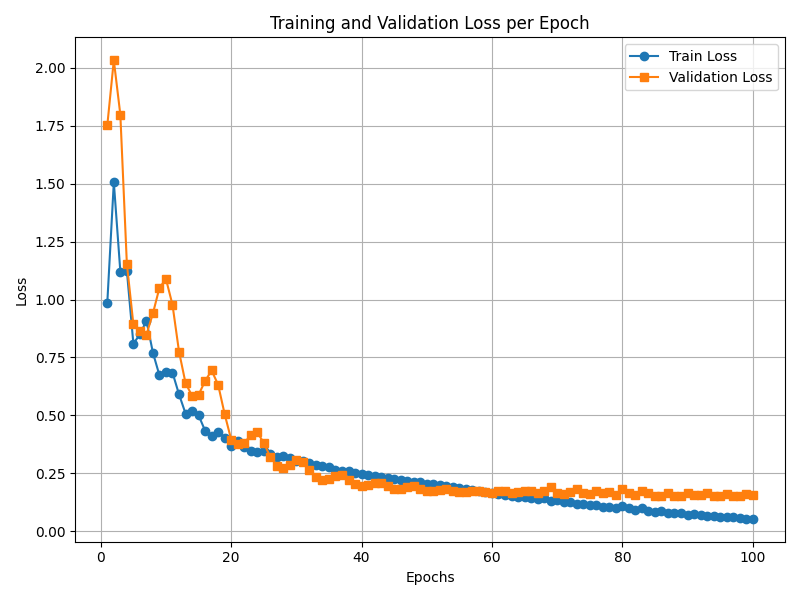 Training and Validation Loss per Epoch
Train Loss
Validation Loss
2.00
1.75
1.50
1.25
1.00
0.75
0.50
0.25
0.00
Loss
0 20 40 60 80 100
Epochs